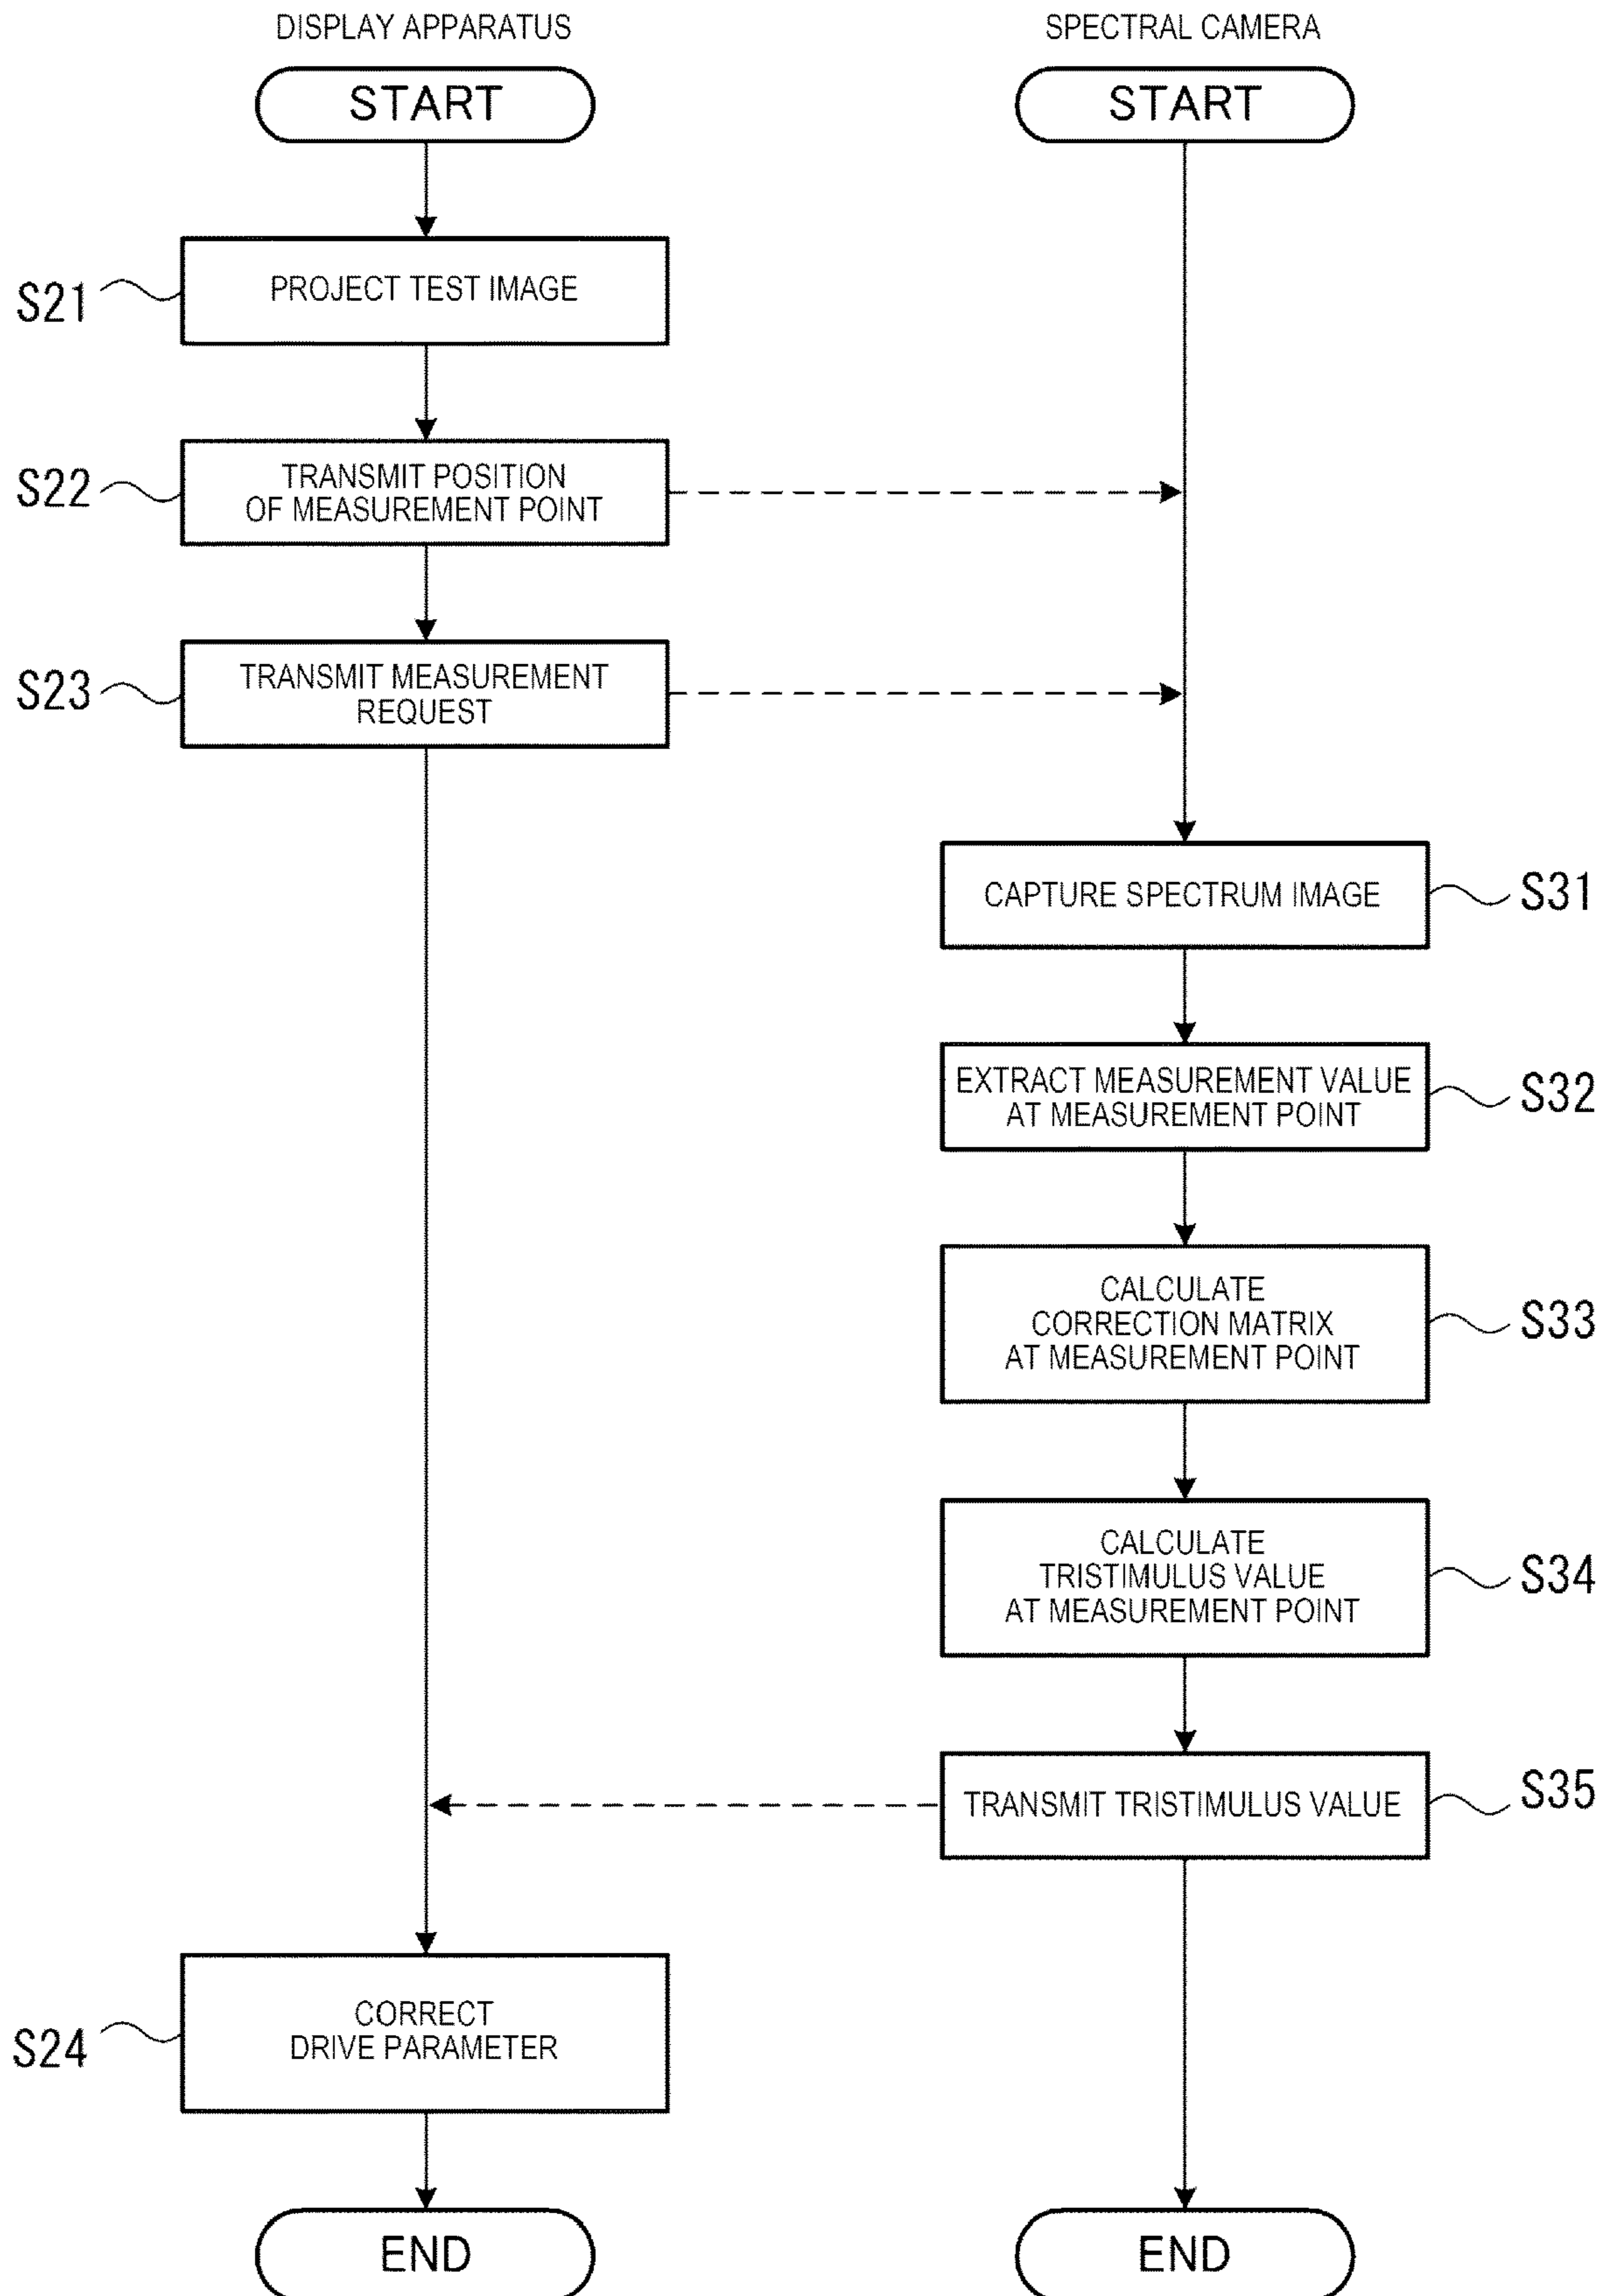 DISPLAY APPARATUS
SPECTRAL CAMERA
START
START
S21
PROJECT TEST IMAGE
S22
TRANSMIT POSITION
OF MEASUREMENT POINT
S23
TRANSMIT MEASUREMENT
REQUEST
CAPTURE SPECTRUM IMAGE
S31
EXTRACT MEASUREMENT VALUE
AT MEASUREMENT POINT
S32
CALCULATE
CORRECTION MATRIX
AT MEASUREMENT POINT
S33
CALCULATE
TRISTIMULUS VALUE
AT MEASUREMENT POINT
S34
TRANSMIT TRISTIMULUS VALUE
S35
S24
CORRECT
DRIVE PARAMETER
END
END